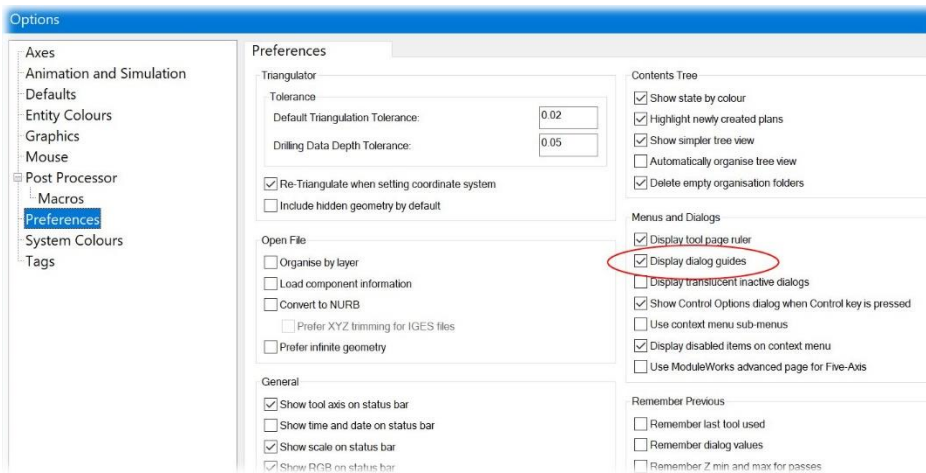 Options
Axes
Animation and Simulation
Defaults
Entity Colours
Graphics
Mouse
Post Processor
Macros
Preferences
System Colours
Tags
Preferences
Triangulator
Tolerance
Default Triangulation Tolerance: 0.02
Drilling Data Depth Tolerance: 0.05
Re-Triangulate when setting coordinate system
Include hidden geometry by default
Open File
Organise by layer
Load component information
Convert to NURB
Prefer XYZ trimming for IGES files
Prefer infinite geometry
General
Show tool axis on status bar
Show time and date on status bar
Show scale on status bar
Show RGB on status bar
Contents Tree
Show state by colour
Highlight newly created plans
Show simpler tree view
Automatically organise tree view
Delete empty organisation folders
Menus and Dialogs
Display tool page ruler
Display dialog guides
Display translucent inactive dialogs
Show Control Options dialog when Control key is pressed
Use context menu sub-menus
Display disabled items on context menu
Use ModuleWorks advanced page for Five-Axis
Remember Previous
Remember last tool used
Remember dialog values
Remember Z min and max for passes